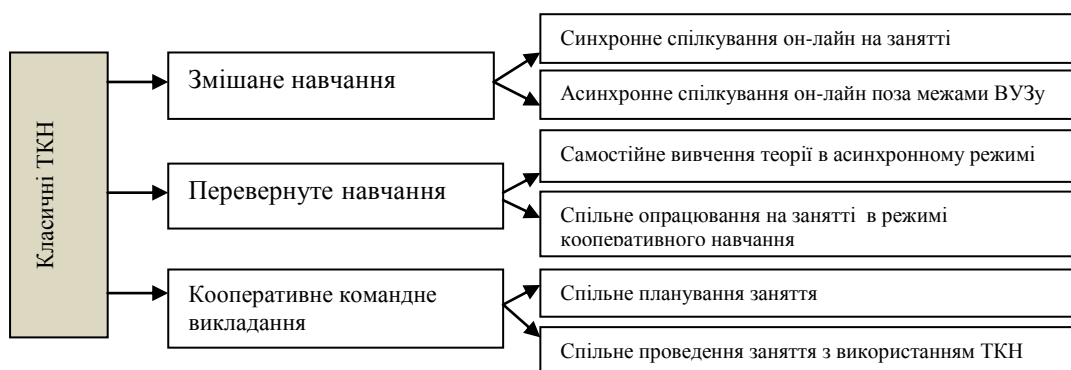 Класичні ТКН
Змішане навчання
Синхронне спілкування он-лайн на занятті
Асинхронне спілкування он-лайн поза межами ВУЗу
Перевернуте навчання
Самостійне вивчення теорії в асинхронному режимі
Спільне опрацювання на занятті в режимі
кооперативного навчання
Кооперативне командне
викладання
Спільне планування заняття
Спільне проведення заняття з використанням ТКН